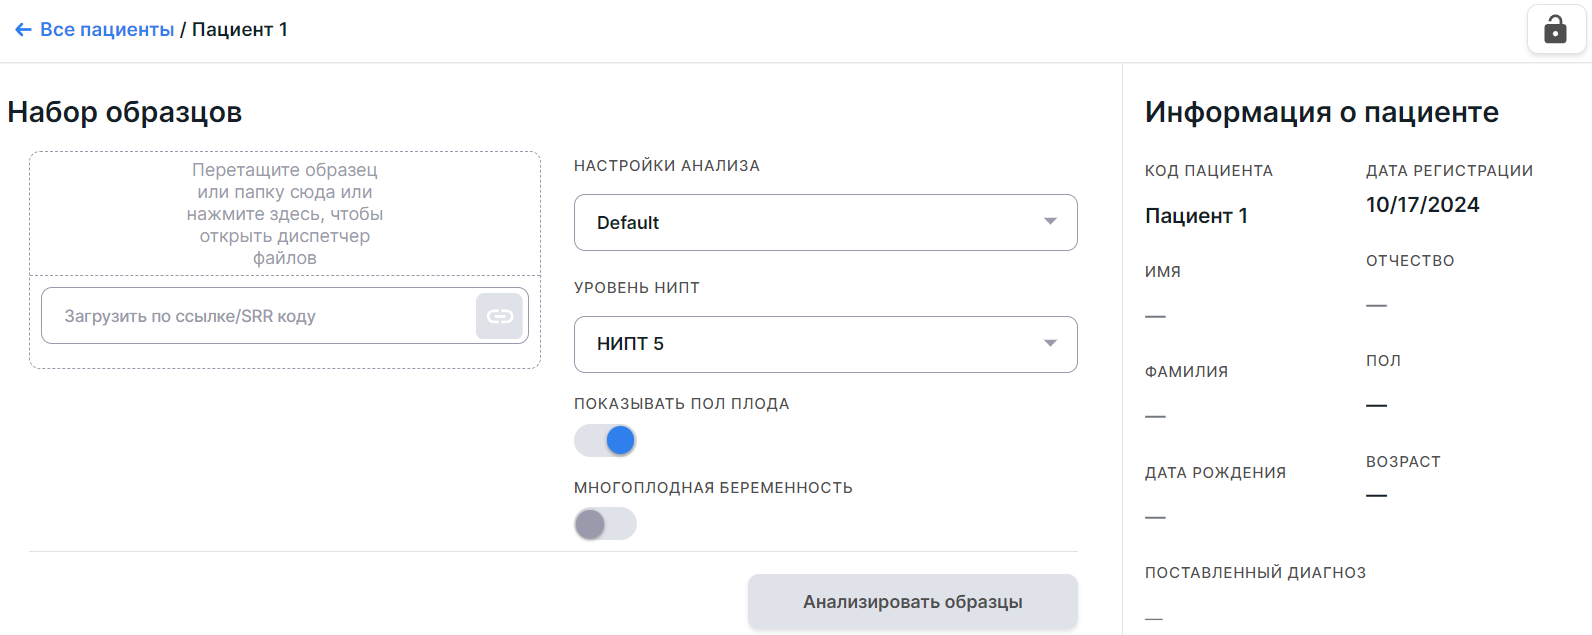 ← Все пациенты / Пациент 1
Набор образцов
Перетащите образец
или папку сюда или
нажмите здесь, чтобы
открыть диспетчер
файлов
Загрузить по ссылке/SRR коду
НАСТРОЙКИ АНАЛИЗА
Default
УРОВЕНЬ НИПТ
НИПТ 5
ПОКАЗЫВАТЬ ПОЛ ПЛОДА
МНОГОПЛОДНАЯ БЕРЕМЕННОСТЬ
Анализировать образцы
Информация о пациенте
КОД ПАЦИЕНТА
Пациент 1
ДАТА РЕГИСТРАЦИИ
10/17/2024
ИМЯ
—
ОТЧЕСТВО
—
ФАМИЛИЯ
—
ПОЛ
—
ДАТА РОЖДЕНИЯ
—
ВОЗРАСТ
—
ПОСТАВЛЕННЫЙ ДИАГНОЗ
—